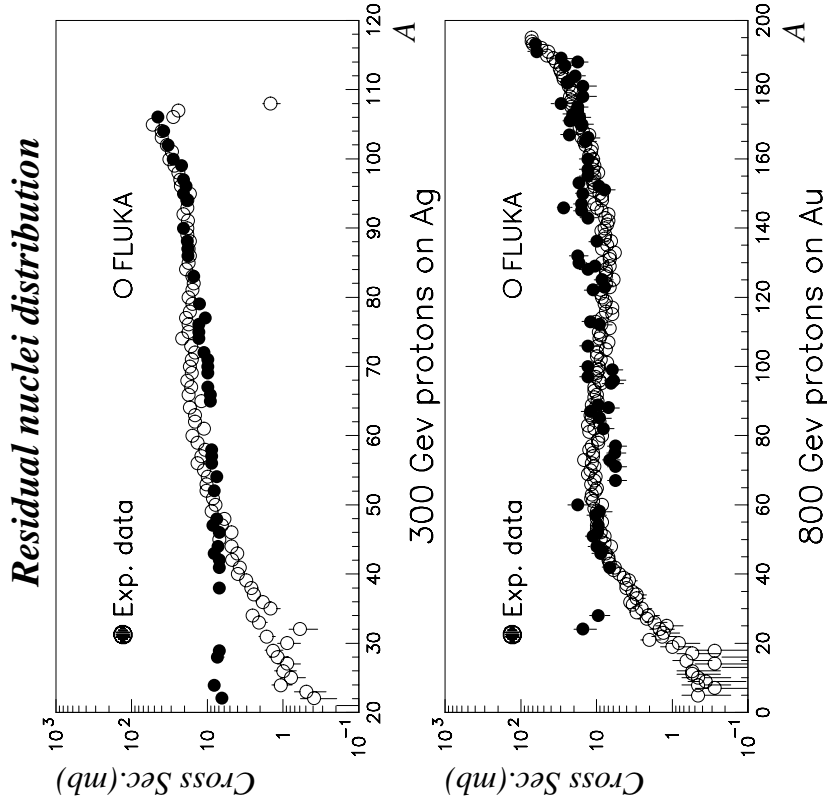 Residual nuclei distribution
Cross Sec.(mb)
10^3
10^2
10
1
10^-1
Exp. data
FLUKA
20 30 40 50 60 70 80 90 100 110 120
A
300 Gev protons on Ag
Cross Sec.(mb)
10^3
10^2
10
1
10^-1
Exp. data
FLUKA
0 20 40 60 80 100 120 140 160 180 200
A
800 Gev protons on Au